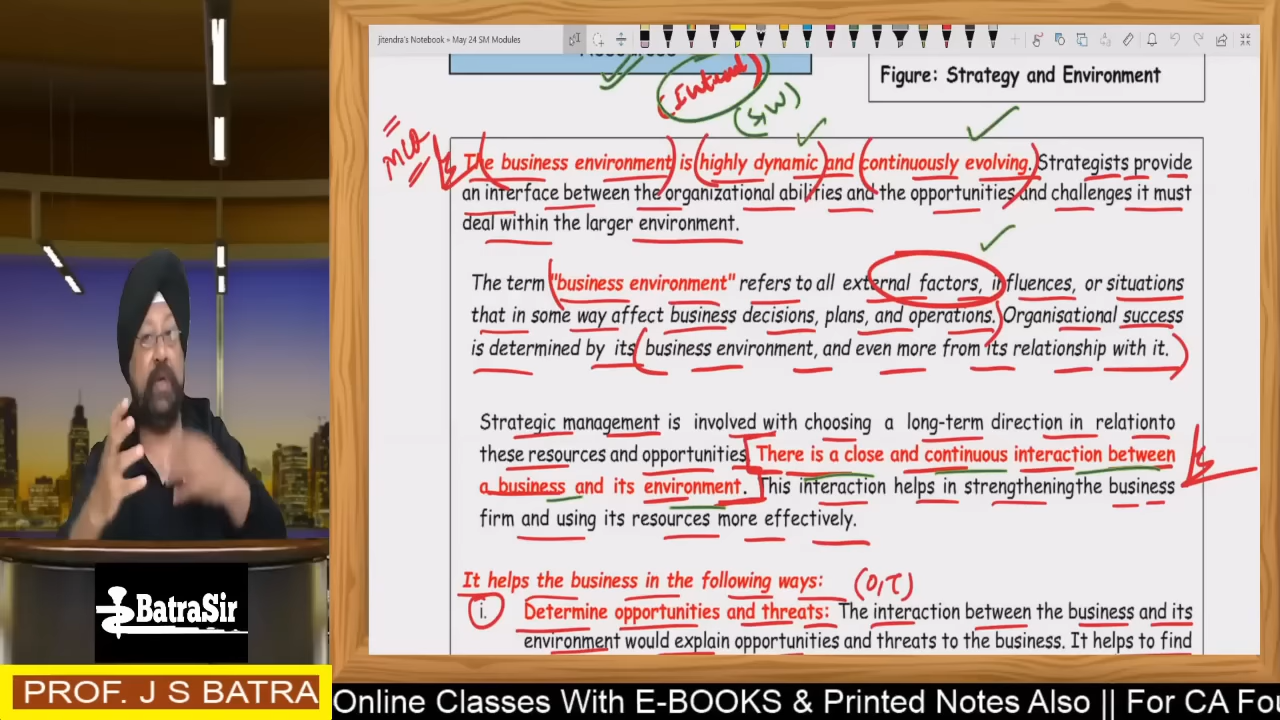 jitendra's Notebook » May 24 SM Modules
(Internal)
(S,W)
Figure: Strategy and Environment
MCQ
The business environment is highly dynamic and continuously evolving. Strategists provide
an interface between the organizational abilities and the opportunities and challenges it must
deal within the larger environment.
The term "business environment" refers to all external factors, influences, or situations
that in some way affect business decisions, plans, and operations. Organisational success
is determined by its business environment, and even more from its relationship with it.
Strategic management is involved with choosing a long-term direction in relationto
these resources and opportunities. There is a close and continuous interaction between
a business and its environment. This interaction helps in strengtheningthe business
firm and using its resources more effectively.
It helps the business in the following ways: (O,T)
i. Determine opportunities and threats: The interaction between the business and its
environment would explain opportunities and threats to the business. It helps to find
BatraSir
PROF. J S BATRA
Online Classes With E-BOOKS & Printed Notes Also || For CA Fou